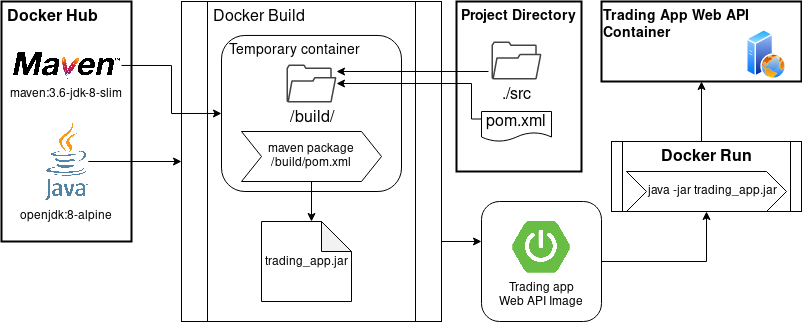 Docker Hub
Maven™
maven:3.6-jdk-8-slim
Java™
openjdk:8-alpine
Docker Build
Temporary container
/build/
maven package
/build/pom.xml
trading_app.jar
Project Directory
./src
pom.xml
Trading app
Web API Image
Trading App Web API
Container
Docker Run
java -jar trading_app.jar